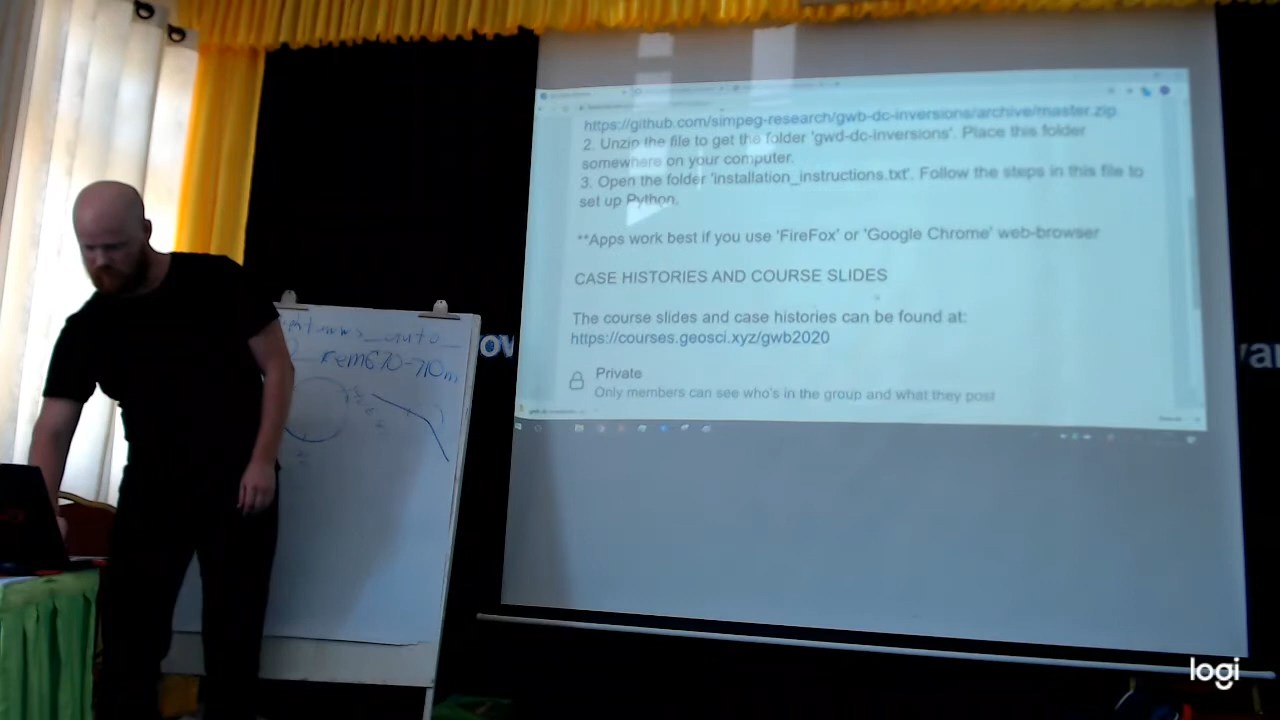 https://github.com/simpeg-research/gwb-dc-inversions/archive/master.zip
2. Unzip the file to get the folder 'gwd-dc-inversions'. Place this folder
somewhere on your computer.
3. Open the folder 'installation_instructions.txt'. Follow the steps in this file to
set up Python.
**Apps work best if you use 'FireFox' or 'Google Chrome' web-browser
CASE HISTORIES AND COURSE SLIDES
The course slides and case histories can be found at:
https://courses.geosci.xyz/gwb2020
Private
Only members can see who's in the group and what they post
auto
rem670-710m
ov
logi